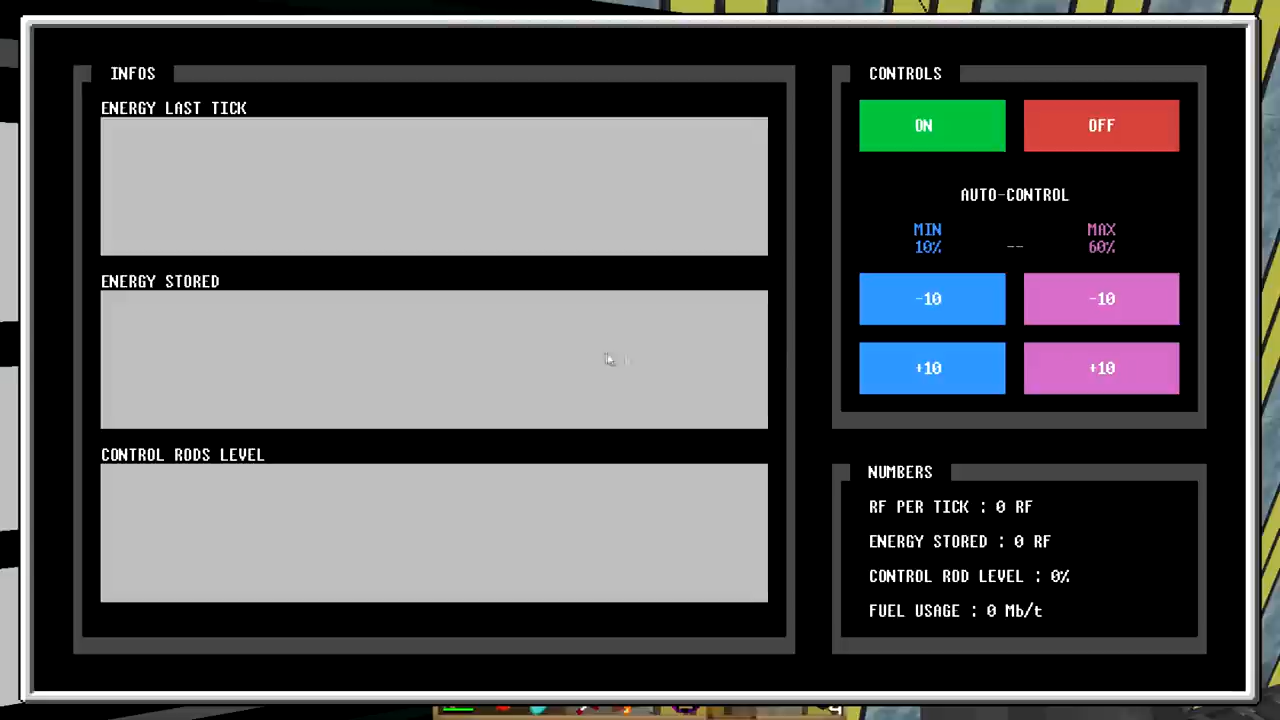 INFOS
ENERGY LAST TICK
ENERGY STORED
CONTROL RODS LEVEL
CONTROLS
ON OFF
AUTO-CONTROL
MIN MAX
10% -- 60%
-10 -10
+10 +10
NUMBERS
RF PER TICK : 0 RF
ENERGY STORED : 0 RF
CONTROL ROD LEVEL : 0%
FUEL USAGE : 0 Mb/t